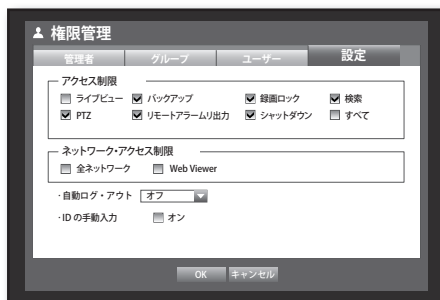 権限管理
管理者 グループ ユーザー 設定
アクセス制限
ライブビュー バックアップ 録画ロック 検索
PTZ リモートアラームリ出力 シャットダウン すべて
ネットワーク・アクセス制限
全ネットワーク Web Viewer
・自動ログ・アウト オフ
・ID の手動入力 オン
OK キャンセル